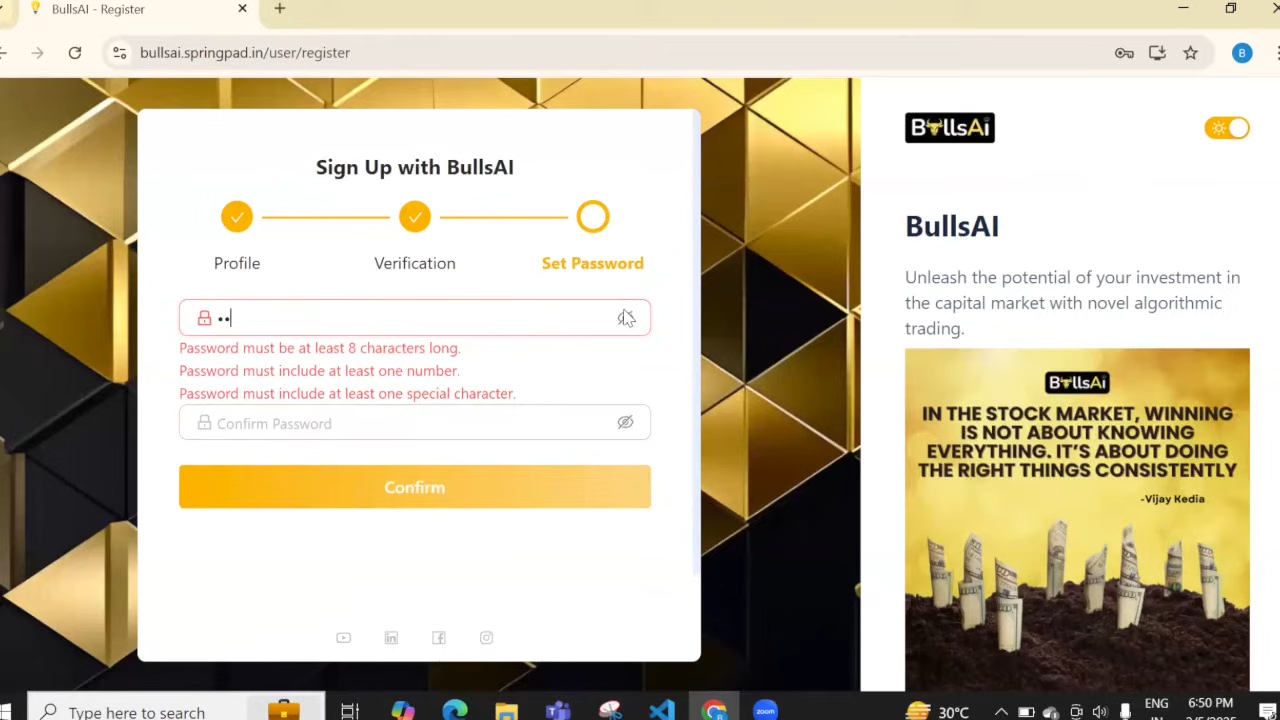 BullsAI - Register
bullsai.springpad.in/user/register
B
Sign Up with BullsAI
Profile
Verification
Set Password
Password must be at least 8 characters long.
Password must include at least one number.
Password must include at least one special character.
Confirm Password
Confirm
BullsAi
BullsAI
Unleash the potential of your investment in
the capital market with novel algorithmic
trading.
BullsAi
IN THE STOCK MARKET, WINNING
IS NOT ABOUT KNOWING
EVERYTHING. IT'S ABOUT DOING
THE RIGHT THINGS CONSISTENTLY
-Vijay Kedia
Type here to search
zoom
30°C
ENG
IN
6:50 PM